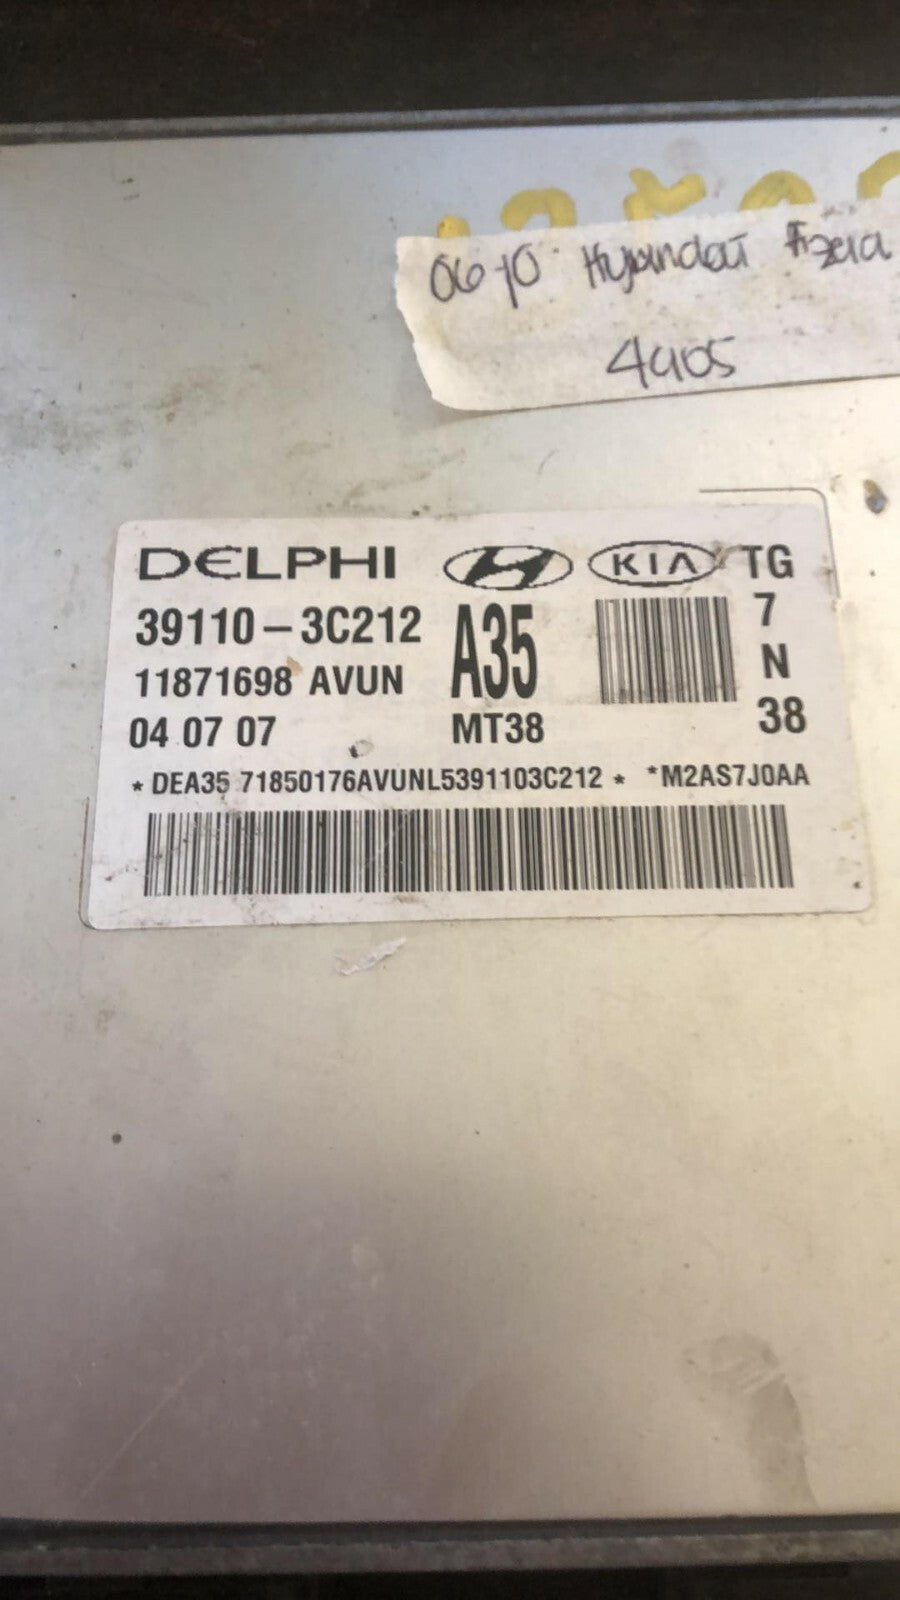 06-10 Hyundai Azera
4405
DELPHI KIA TG
39110-3C212 A35 7
11871698 AVUN N
04 07 07 MT38 38
*DEA35 71850176AVUNL5391103C212* *M2AS7J0AA